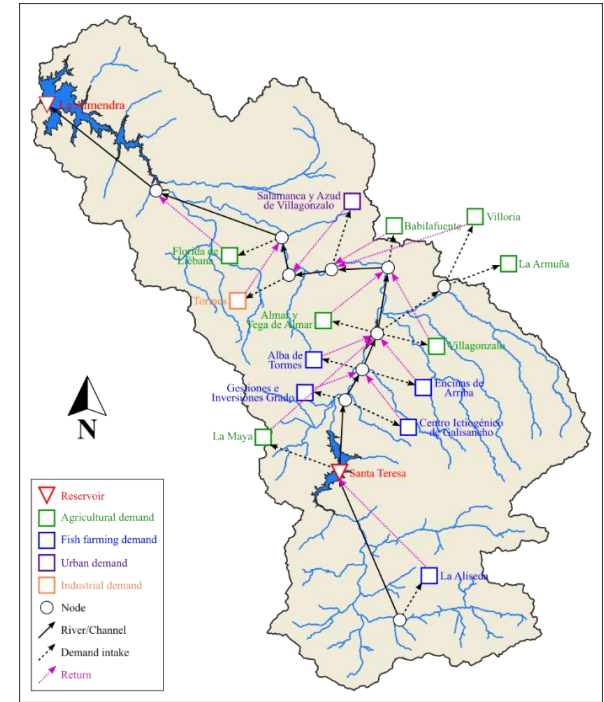 La Almendra
Salamanca y Azud
de Villagonzalo
Villoria
Babilafuente
Florida de
Liébana
La Armuña
Tormes
Almar y
Vega de Almar
Villagonzalo
Alba de
Tormes
Encinas de
Arriba
Gestiones e
Inversiones Grado
Centro Ictiogénico
de Galisancho
La Maya
N
Santa Teresa
La Aliseda
Reservoir
Agricultural demand
Fish farming demand
Urban demand
Industrial demand
Node
River/Channel
Demand intake
Return